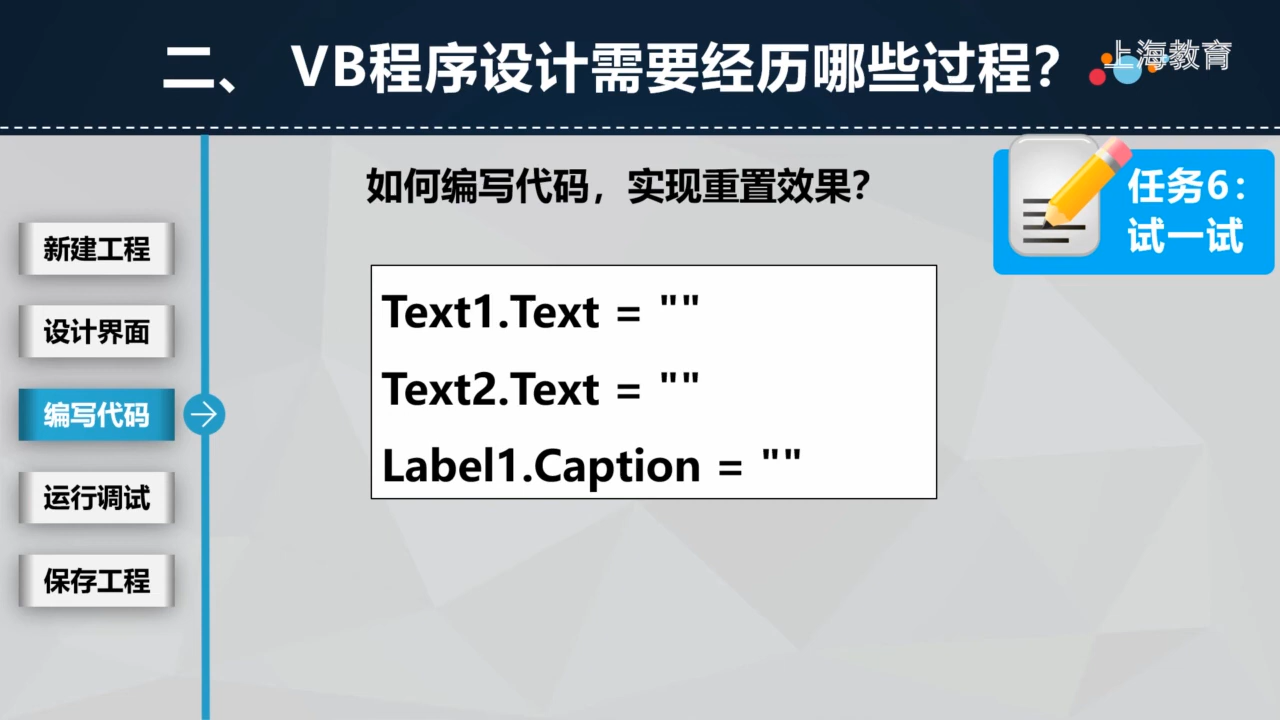 二、 VB程序设计需要经历哪些过程？
上海教育
如何编写代码，实现重置效果？
任务6：
试一试
新建工程
设计界面
编写代码
运行调试
保存工程
Text1.Text = ""
Text2.Text = ""
Label1.Caption = ""